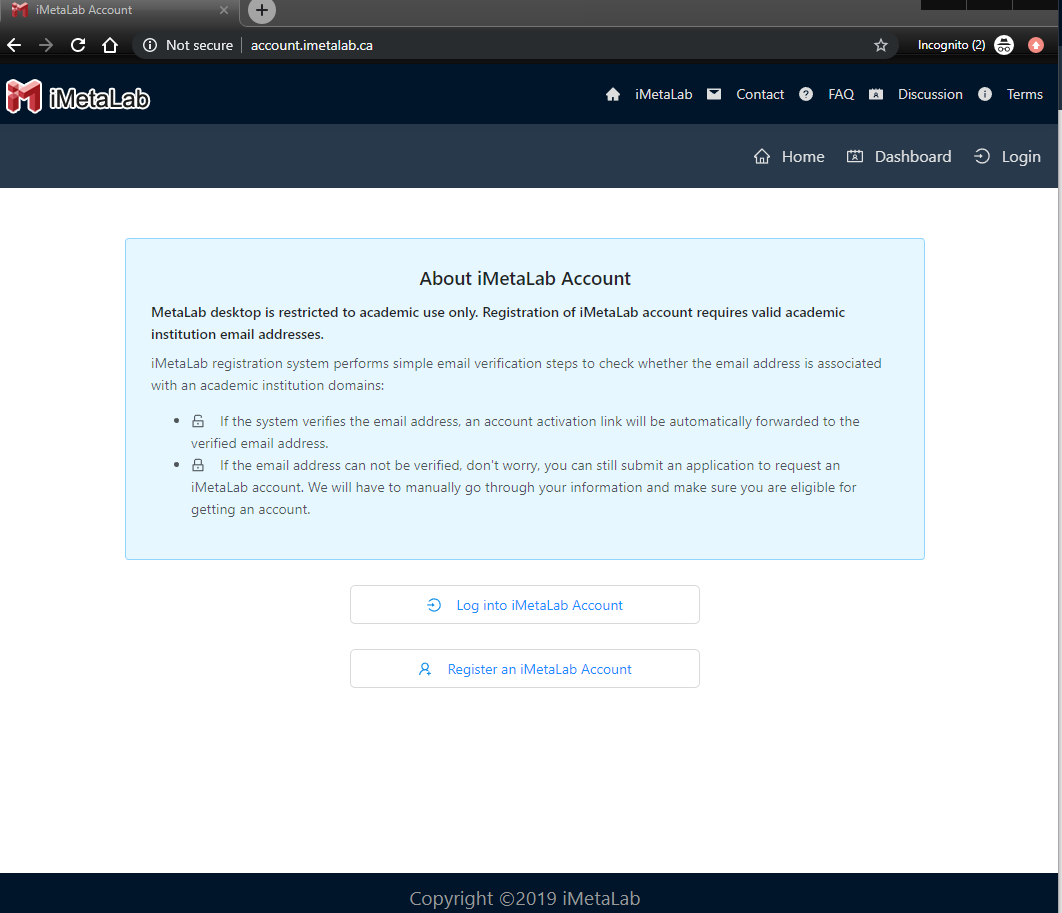 iMetaLab Account
Not secure account.imetalab.ca Incognito (2)
iMetaLab iMetaLab Contact FAQ Discussion Terms
Home Dashboard Login
About iMetaLab Account
MetaLab desktop is restricted to academic use only. Registration of iMetaLab account requires valid academic
institution email addresses.
iMetaLab registration system performs simple email verification steps to check whether the email address is associated
with an academic institution domains:
If the system verifies the email address, an account activation link will be automatically forwarded to the
verified email address.
If the email address can not be verified, don't worry, you can still submit an application to request an
iMetaLab account. We will have to manually go through your information and make sure you are eligible for
getting an account.
Log into iMetaLab Account
Register an iMetaLab Account
Copyright ©2019 iMetaLab